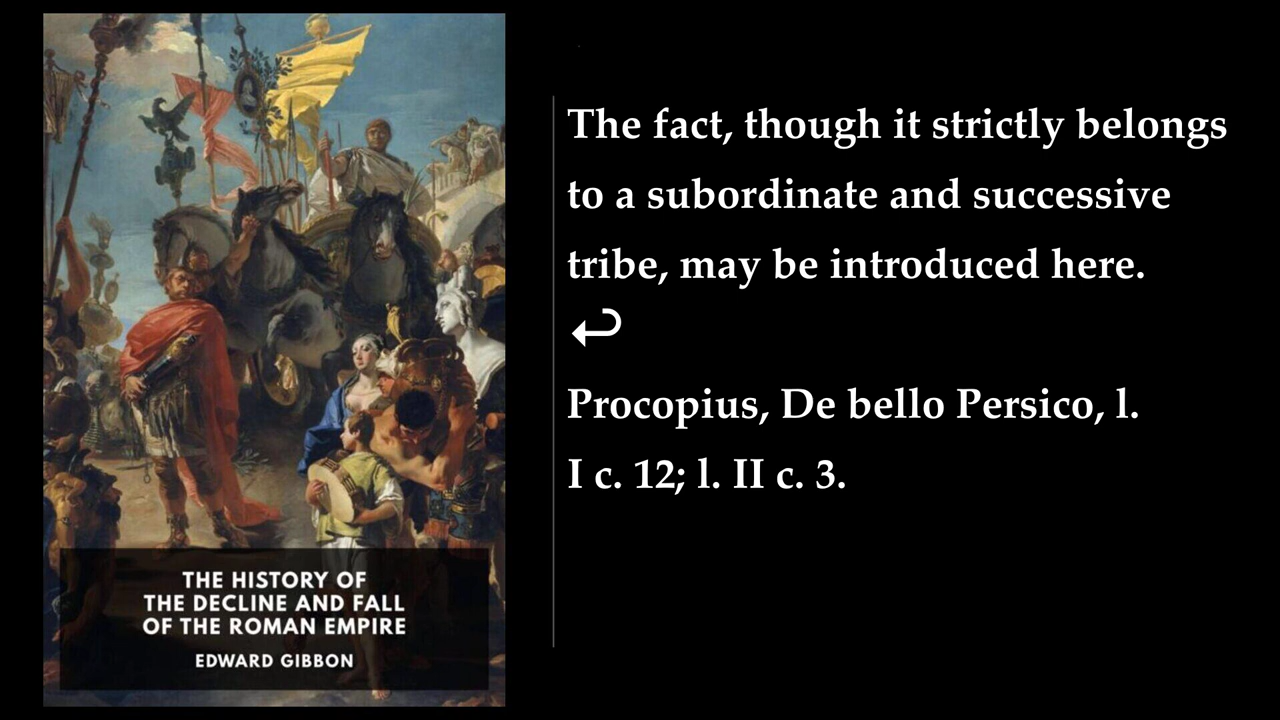 The fact, though it strictly belongs
to a subordinate and successive
tribe, may be introduced here.
↩
Procopius, De bello Persico, l.
I c. 12; l. II c. 3.
THE HISTORY OF
THE DECLINE AND FALL
OF THE ROMAN EMPIRE
EDWARD GIBBON